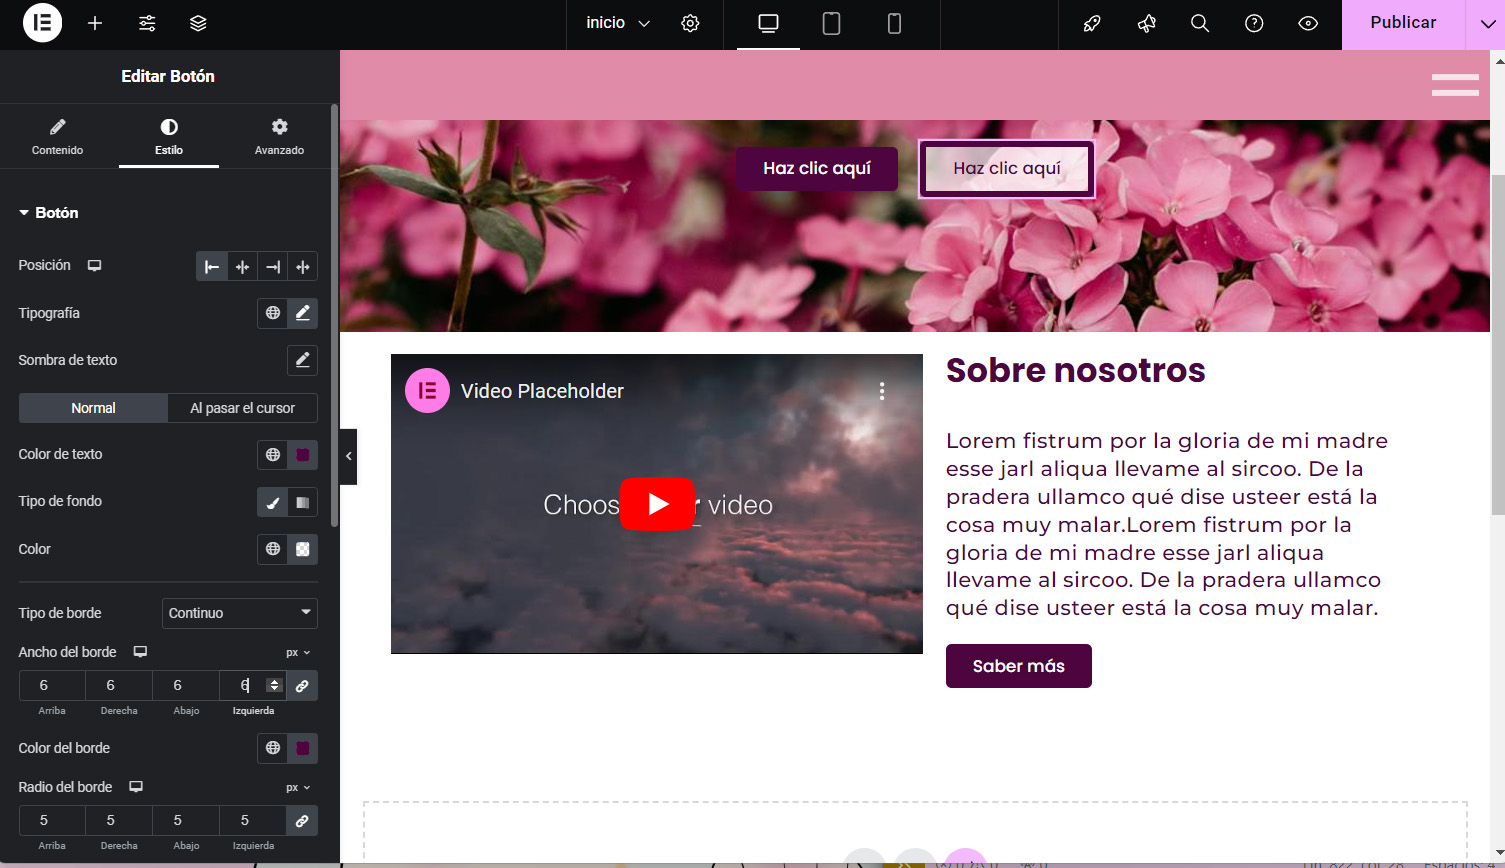 inicio
Publicar
Editar Botón
Contenido
Estilo
Avanzado
Botón
Posición
Tipografía
Sombra de texto
Normal
Al pasar el cursor
Color de texto
Tipo de fondo
Color
Tipo de borde
Continuo
Ancho del borde
px
6 6 6 6
Arriba Derecha Abajo Izquierda
Color del borde
Radio del borde
px
5 5 5 5
Arriba Derecha Abajo Izquierda
Haz clic aquí
Haz clic aquí
Video Placeholder
Choos r video
Sobre nosotros
Lorem fistrum por la gloria de mi madre
esse jarl aliqua llevame al sircoo. De la
pradera ullamco qué dise usteer está la
cosa muy malar.Lorem fistrum por la
gloria de mi madre esse jarl aliqua
llevame al sircoo. De la pradera ullamco
qué dise usteer está la cosa muy malar.
Saber más